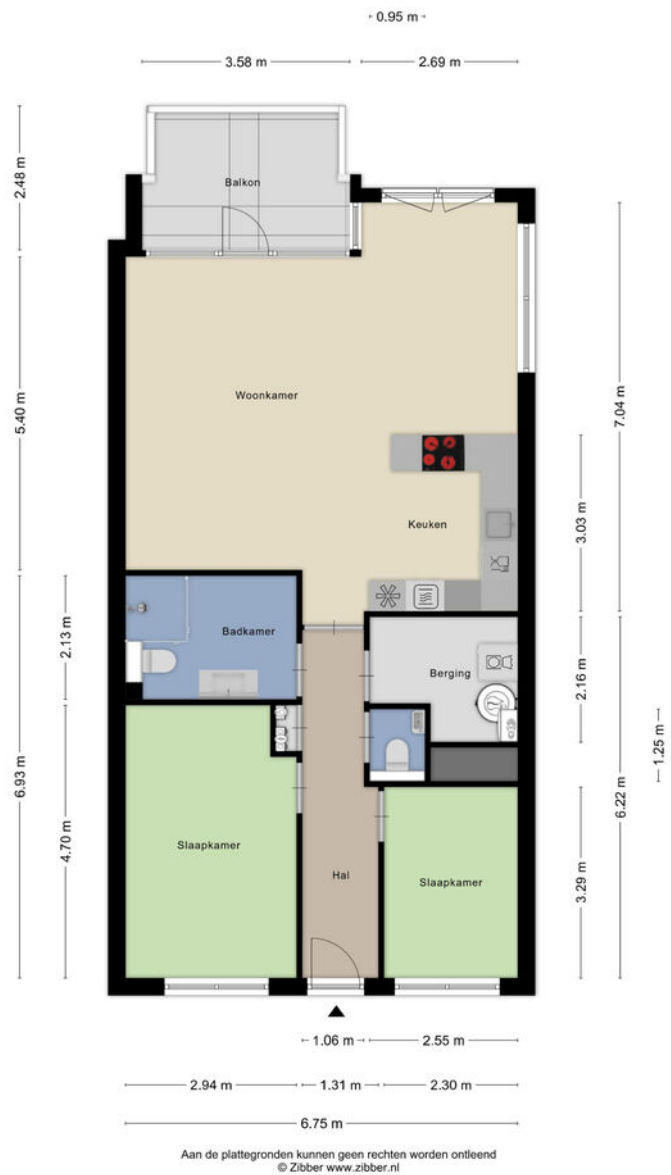 0.95 m
3.58 m
2.69 m
2.48 m
Balkon
5.40 m
Woonkamer
7.04 m
Keuken
3.03 m
2.13 m
Badkamer
Berging
2.16 m
1.25 m
6.93 m
4.70 m
Slaapkamer
Hal
Slaapkamer
3.29 m
6.22 m
1.06 m
2.55 m
2.94 m
1.31 m
2.30 m
6.75 m
Aan de plattegronden kunnen geen rechten worden ontleend
© Zibber www.zibber.nl